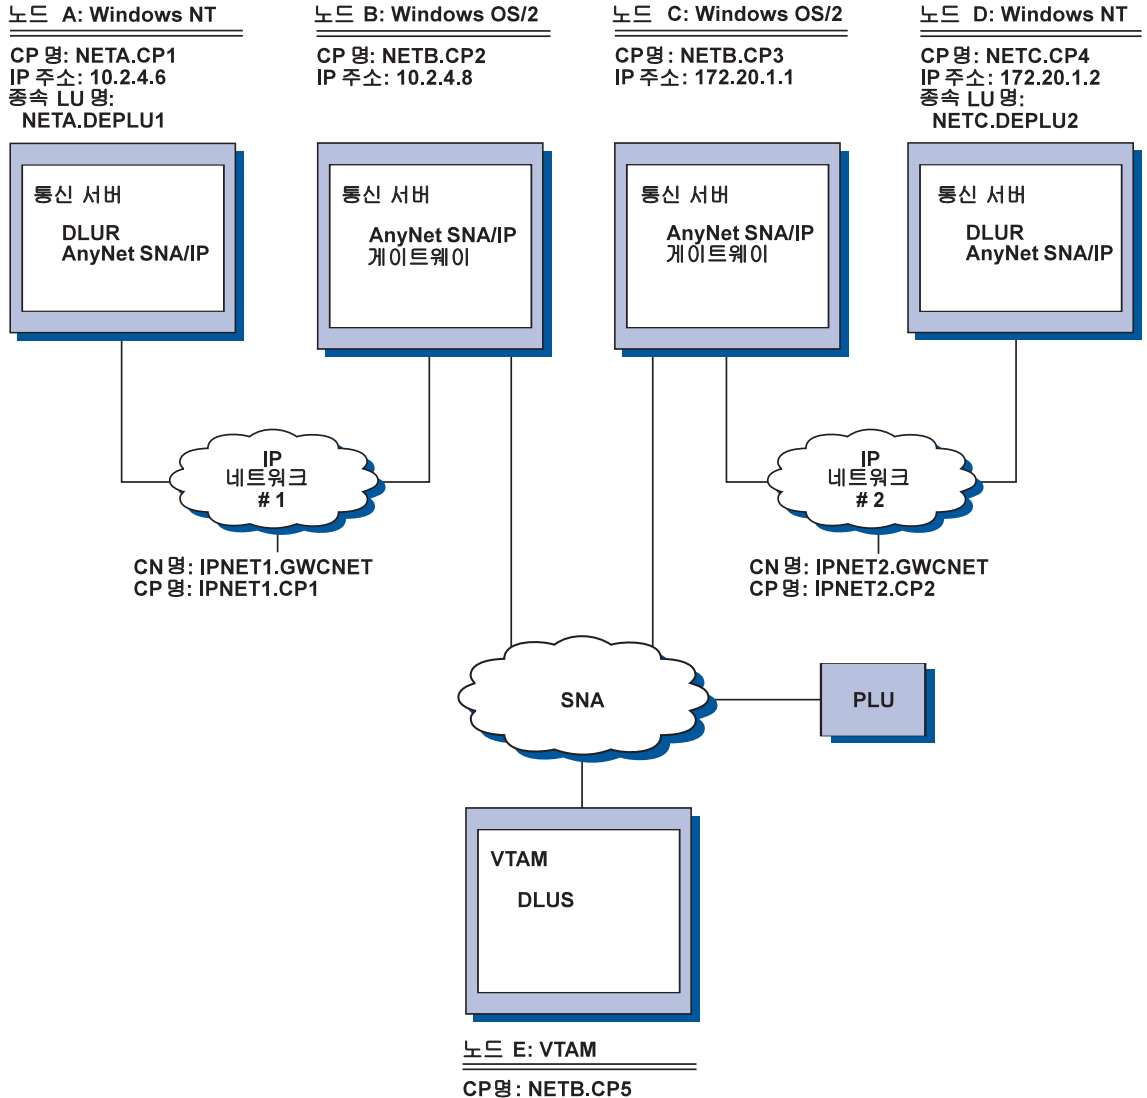 노드 A: Windows NT
CP 명: NETA.CP1
IP 주소: 10.2.4.6
종속 LU 명:
NETA.DEPLU1
통신 서버
DLUR
AnyNet SNA/IP
노드 B: Windows OS/2
CP 명: NETB.CP2
IP 주소: 10.2.4.8
통신 서버
AnyNet SNA/IP
게이트웨이
노드 C: Windows OS/2
CP명: NETB.CP3
IP 주소: 172.20.1.1
통신 서버
AnyNet SNA/IP
게이트웨이
노드 D: Windows NT
CP 명: NETC.CP4
IP 주소: 172.20.1.2
종속 LU 명:
NETC.DEPLU2
통신 서버
DLUR
AnyNet SNA/IP
IP
네트워크
# 1
CN 명: IPNET1.GWCNET
CP 명: IPNET1.CP1
IP
네트워크
# 2
CN 명: IPNET2.GWCNET
CP 명: IPNET2.CP2
SNA
PLU
VTAM
DLUS
노드 E: VTAM
CP명: NETB.CP5